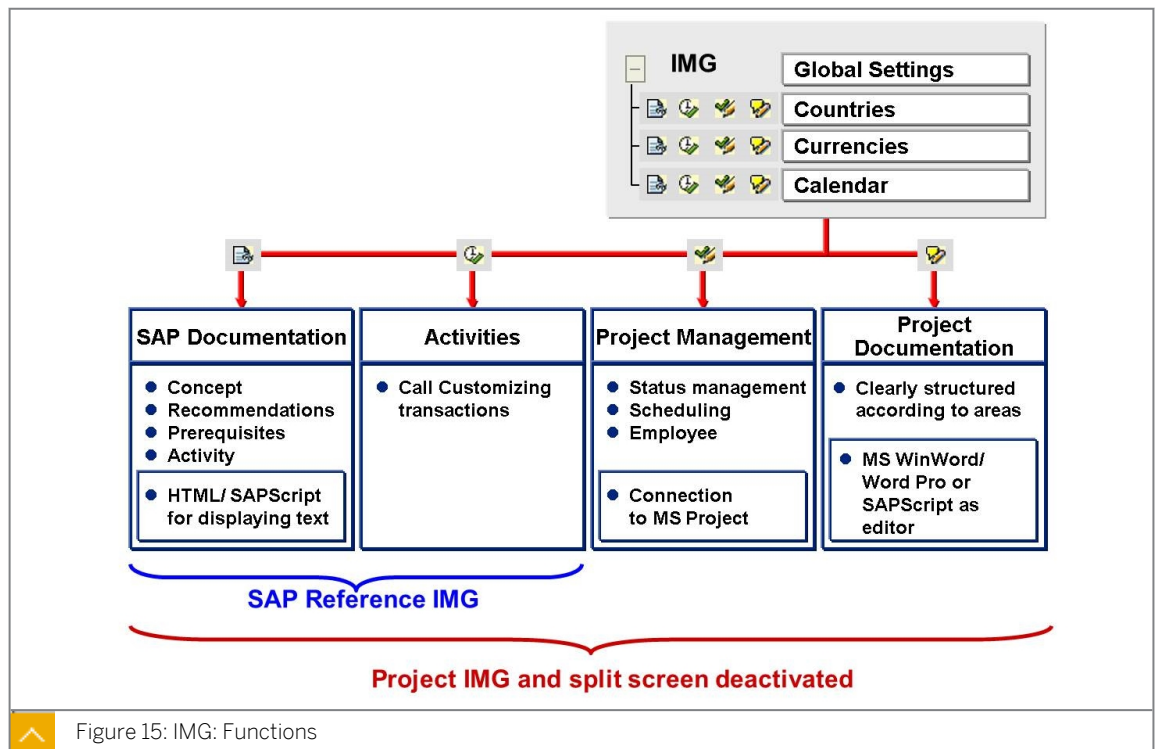 IMG
Global Settings
Countries
Currencies
Calendar
SAP Documentation
Concept
Recommendations
Prerequisites
Activity
HTML/ SAPScript
for displaying text
Activities
Call Customizing
transactions
Project Management
Status management
Scheduling
Employee
Connection
to MS Project
Project
Documentation
Clearly structured
according to areas
MS WinWord/
Word Pro or
SAPScript as
editor
SAP Reference IMG
Project IMG and split screen deactivated
Figure 15: IMG: Functions